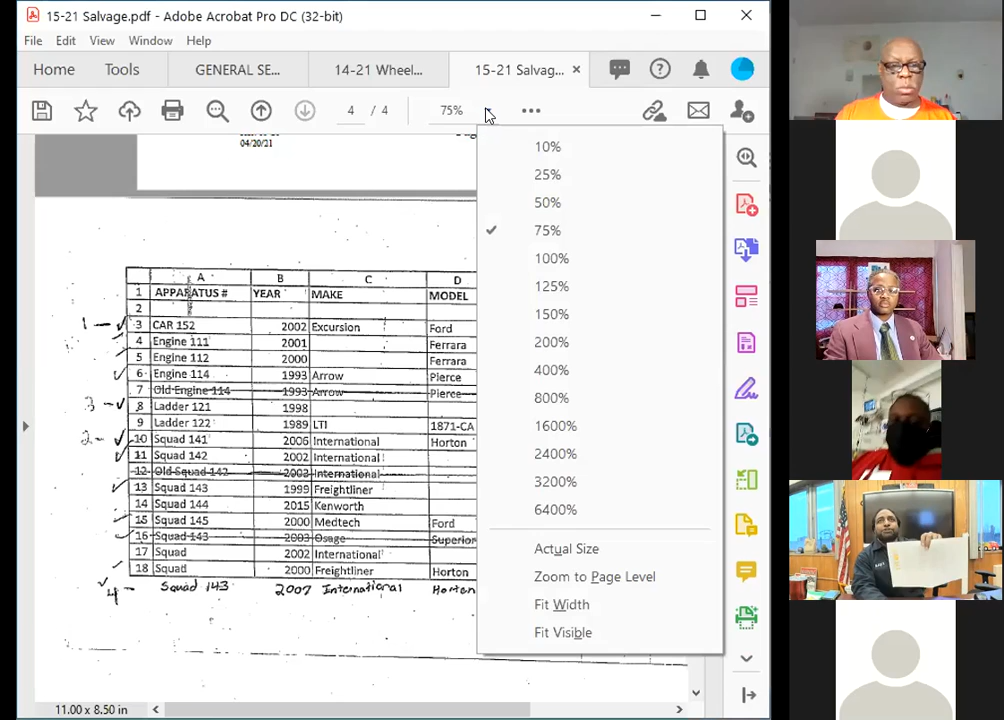 15-21 Salvage.pdf - Adobe Acrobat Pro DC (32-bit)
File Edit View Window Help
Home Tools GENERAL SE... 14-21 Wheel... 15-21 Salvag... ×
4 / 4 75%
04/20/21
10%
25%
50%
75%
100%
125%
150%
200%
400%
800%
1600%
2400%
3200%
6400%
Actual Size
Zoom to Page Level
Fit Width
Fit Visible
A B C D
1 APPARATUS # YEAR MAKE MODEL
2
1 - ✓ 3 CAR 152 2002 Excursion Ford
4 Engine 111 2001 Ferrara
5 Engine 112 2000 Ferrara
✓ 6 Engine 114 1993 Arrow Pierce
7 Old Engine 114 1993 Arrow Pierce
3 - ✓ 8 Ladder 121 1998
9 Ladder 122 1989 LTI 1871-CA
2 - ✓ 10 Squad 141 2006 International Horton
✓ 11 Squad 142 2002 International
12 Old Squad 142 2003 International
✓ 13 Squad 143 1999 Freightliner
14 Squad 144 2015 Kenworth
15 Squad 145 2000 Medtech Ford
16 Squad 143 2003 Osage Superior
17 Squad 2002 International
18 Squad 2000 Freightliner Horton
✓ 4 - Squad 143 2007 International Horton
11.00 x 8.50 in